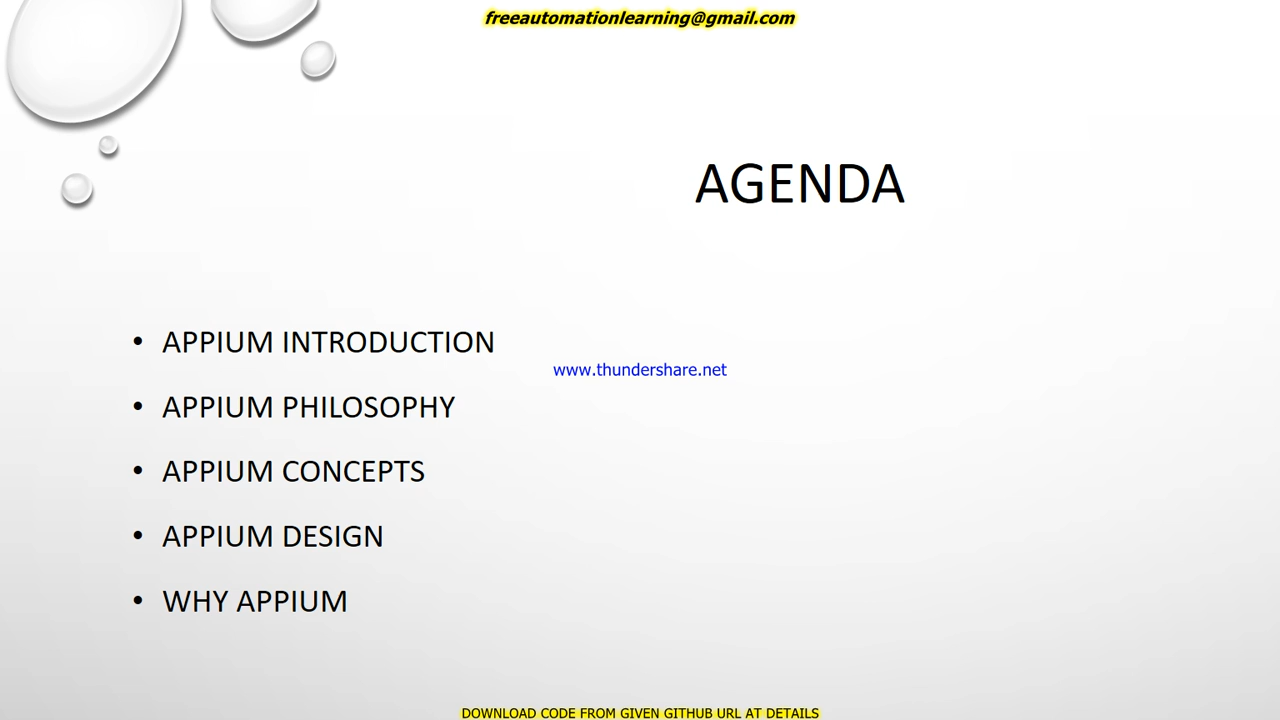 freeautomationlearning@gmail.com
AGENDA
• APPIUM INTRODUCTION
www.thundershare.net
• APPIUM PHILOSOPHY
• APPIUM CONCEPTS
• APPIUM DESIGN
• WHY APPIUM
DOWNLOAD CODE FROM GIVEN GITHUB URL AT DETAILS